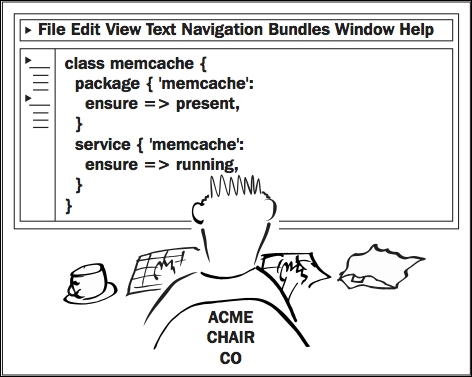 File Edit View Text Navigation Bundles Window Help
class memcache {
package { 'memcache':
ensure => present,
}
service { 'memcache':
ensure => running,
}
}
ACME
CHAIR
CO